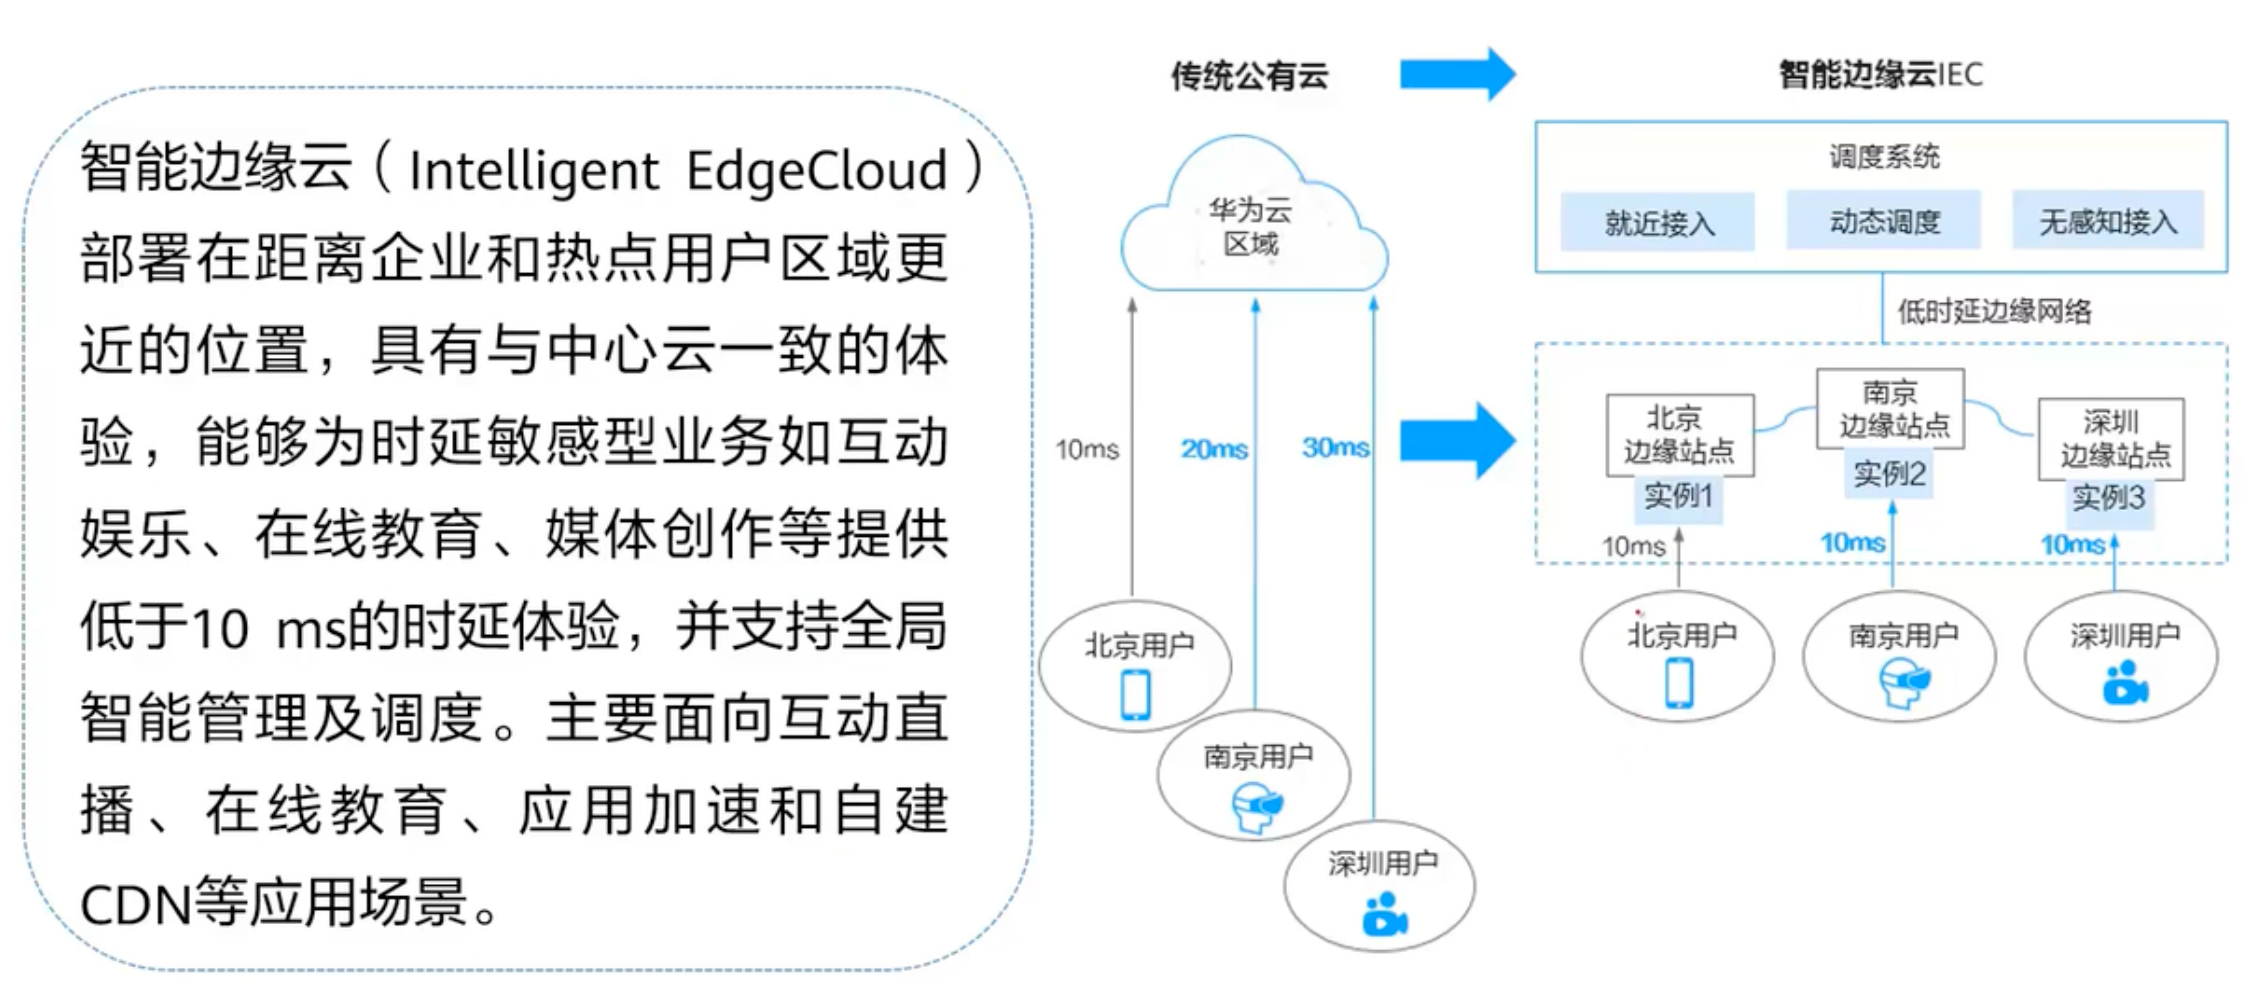 智能边缘云（Intelligent EdgeCloud）
部署在距离企业和热点用户区域更
近的位置，具有与中心云一致的体
验，能够为时延敏感型业务如互动
娱乐、在线教育、媒体创作等提供
低于10 ms的时延体验，并支持全局
智能管理及调度。主要面向互动直
播、在线教育、应用加速和自建
CDN等应用场景。
传统公有云
华为云
区域
10ms
20ms
30ms
北京用户
南京用户
深圳用户
智能边缘云IEC
调度系统
就近接入
动态调度
无感知接入
低时延边缘网络
北京
边缘站点
实例1
南京
边缘站点
实例2
深圳
边缘站点
实例3
10ms
10ms
10ms
北京用户
南京用户
深圳用户